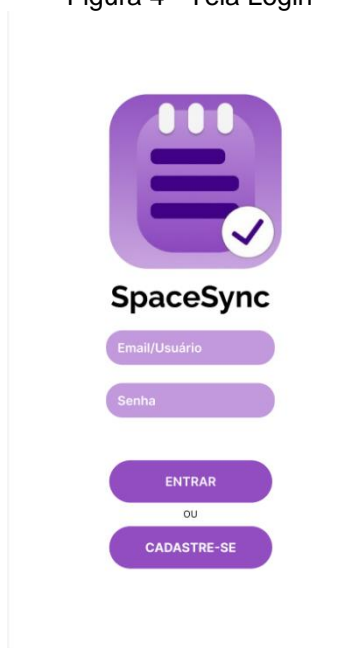 Figura 4 - Tela Login
SpaceSync
Email/Usuário
Senha
ENTRAR
OU
CADASTRE-SE